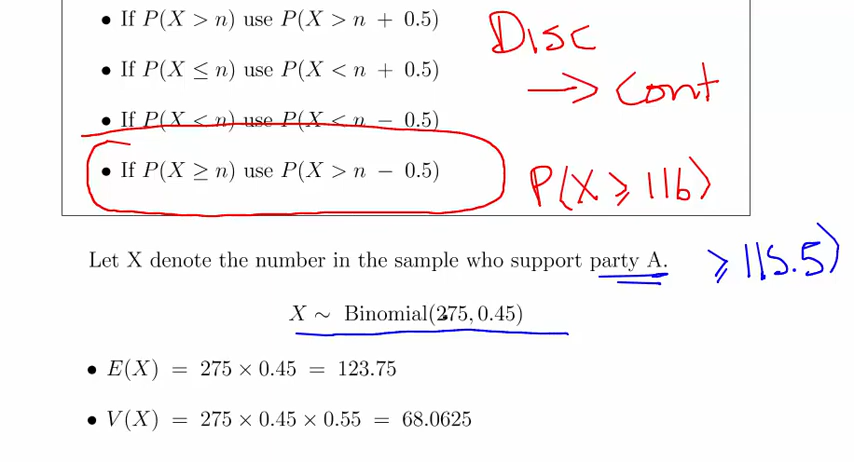 • If P(X > n) use P(X > n + 0.5)
• If P(X ≤ n) use P(X < n + 0.5)
• If P(X < n) use P(X < n − 0.5)
• If P(X ≥ n) use P(X > n − 0.5)
Disc
→ Cont
P(X ≥ 116)
Let X denote the number in the sample who support party A.
≥ 115.5)
X ∼ Binomial(275, 0.45)
• E(X) = 275 × 0.45 = 123.75
• V(X) = 275 × 0.45 × 0.55 = 68.0625